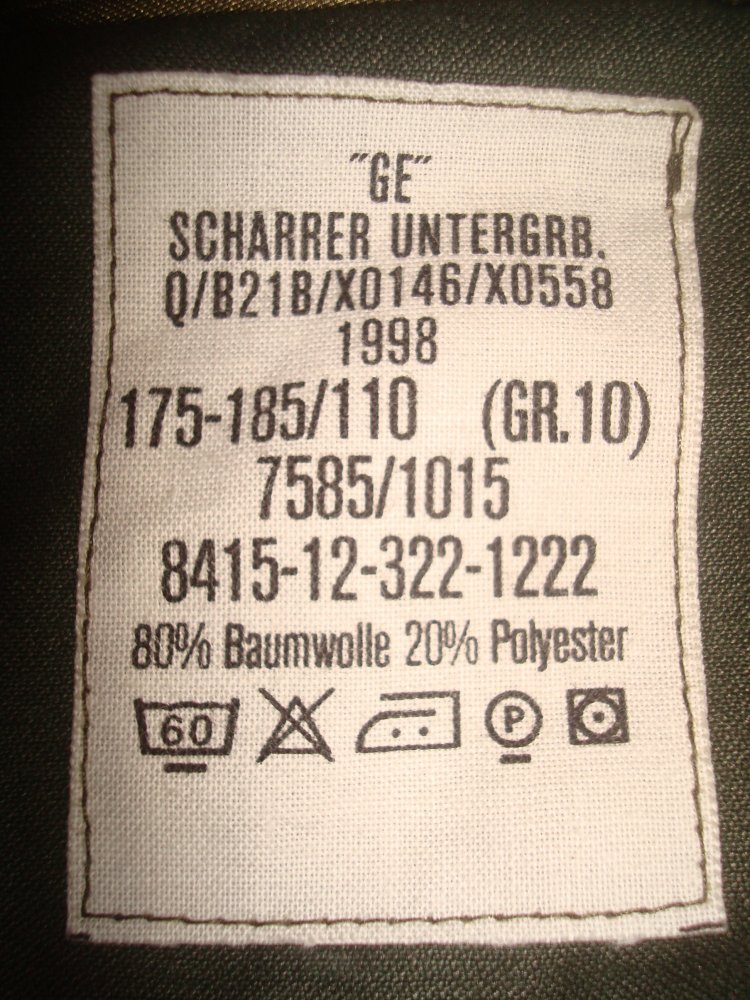 "GE"
SCHARRER UNTERGRB.
Q/B21B/X0146/X0558
1998
175-185/110 (GR.10)
7585/1015
8415-12-322-1222
80% Baumwolle 20% Polyester
60 P